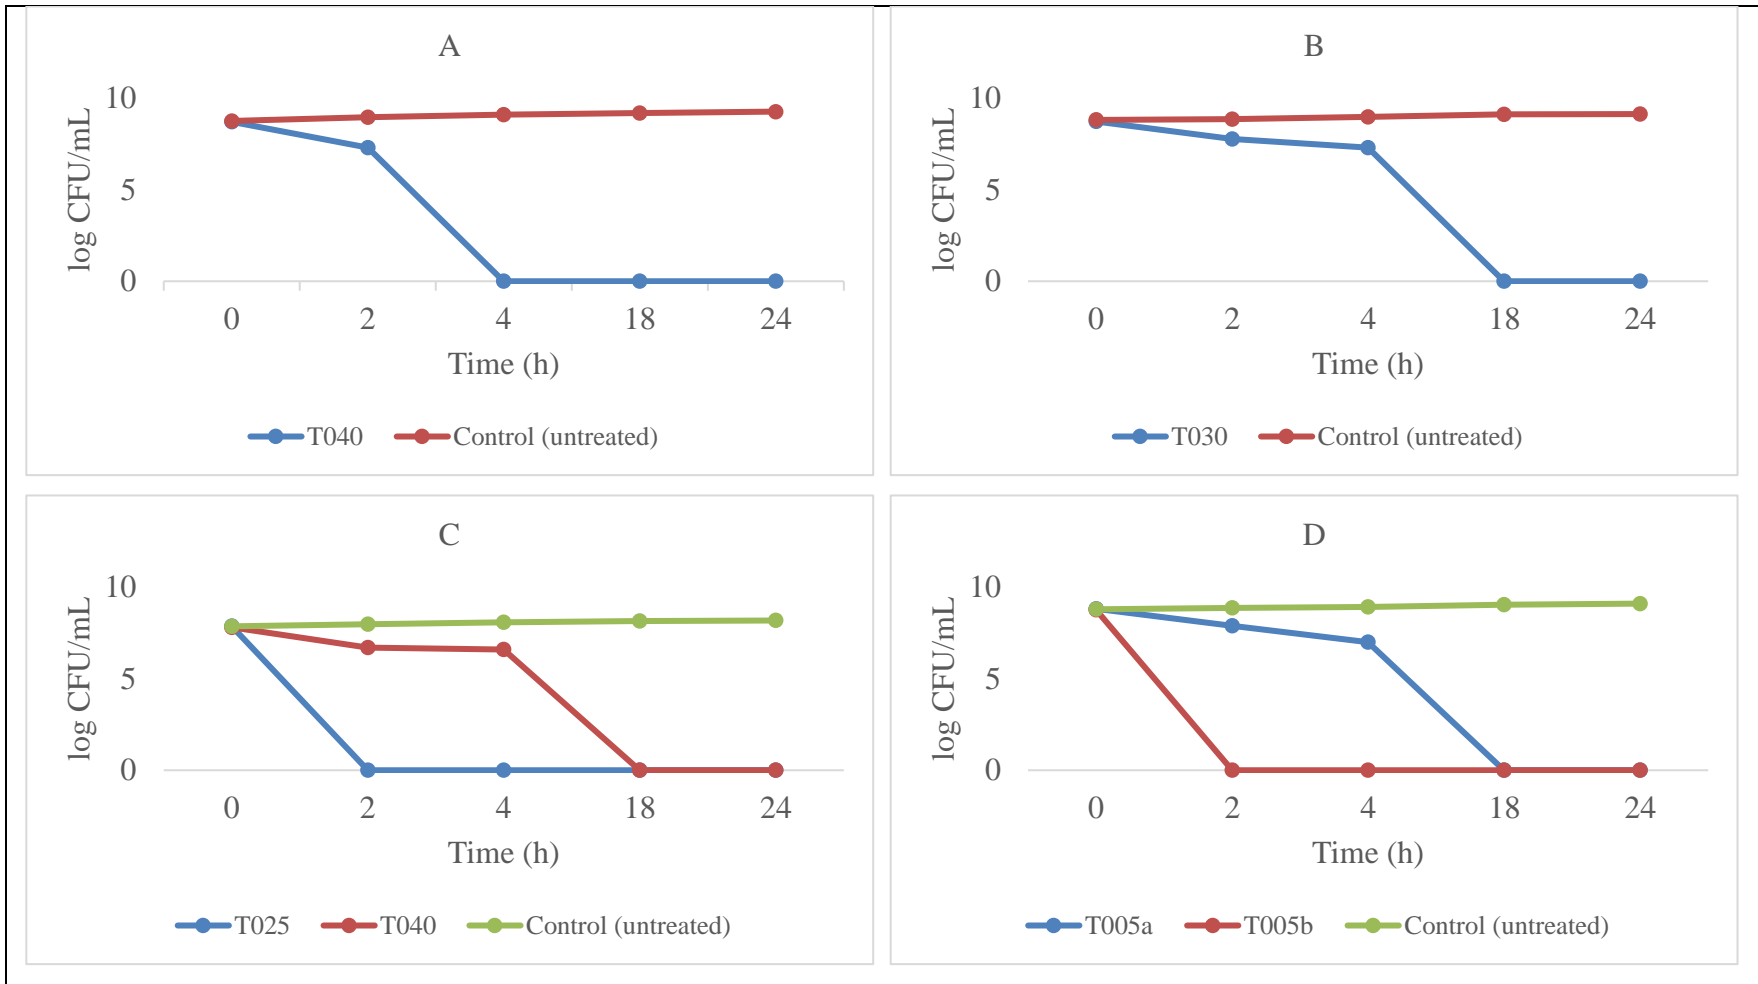 A
log CFU/mL
10
5
0
0 2 4 18 24
Time (h)
T040 Control (untreated)
B
log CFU/mL
10
5
0
0 2 4 18 24
Time (h)
T030 Control (untreated)
C
log CFU/mL
10
5
0
0 2 4 18 24
Time (h)
T025 T040 Control (untreated)
D
log CFU/mL
10
5
0
0 2 4 18 24
Time (h)
T005a T005b Control (untreated)